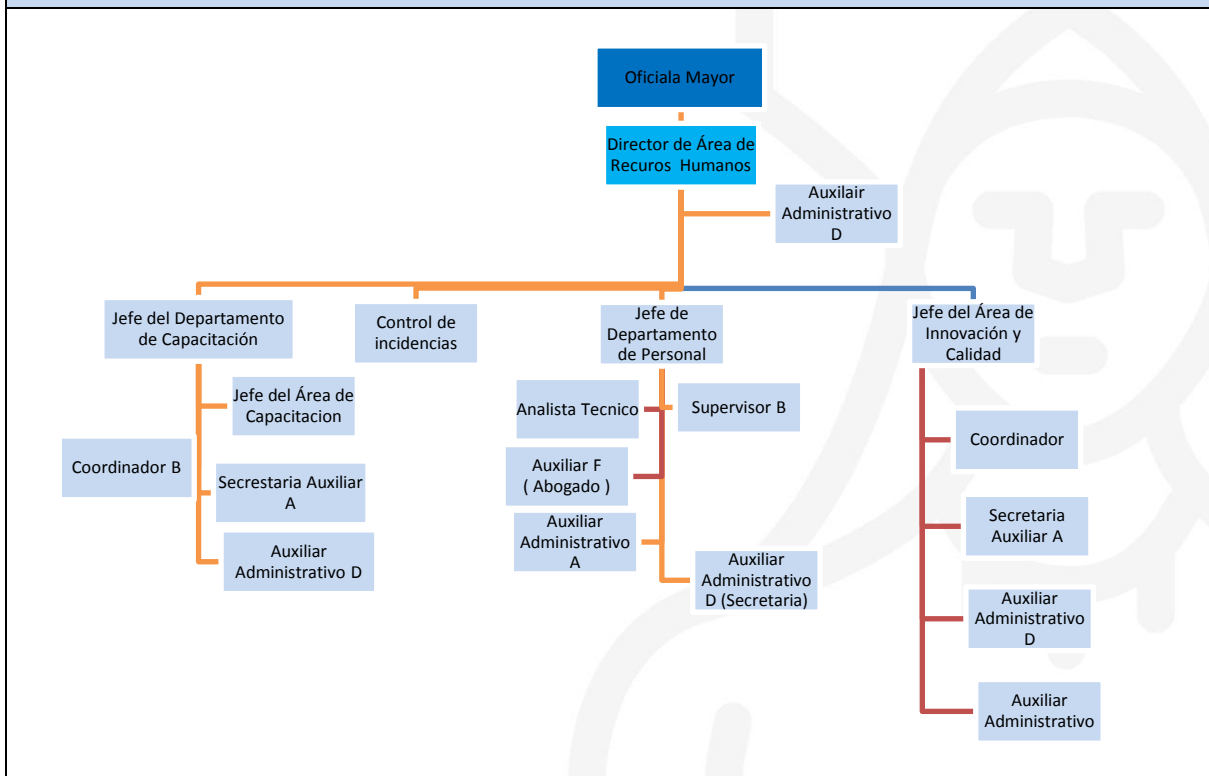 Oficiala Mayor
Director de Área de
Recuros Humanos
Auxilair
Administrativo
D
Jefe del Departamento
de Capacitación
Control de
incidencias
Jefe de
Departamento
de Personal
Jefe del Área de
Innovación y
Calidad
Jefe del Área de
Capacitacion
Coordinador B
Secrestaria Auxiliar
A
Auxiliar
Administrativo D
Analista Tecnico
Supervisor B
Auxiliar F
( Abogado )
Auxiliar
Administrativo
A
Auxiliar
Administrativo
D (Secretaria)
Coordinador
Secretaria
Auxiliar A
Auxiliar
Administrativo
D
Auxiliar
Administrativo